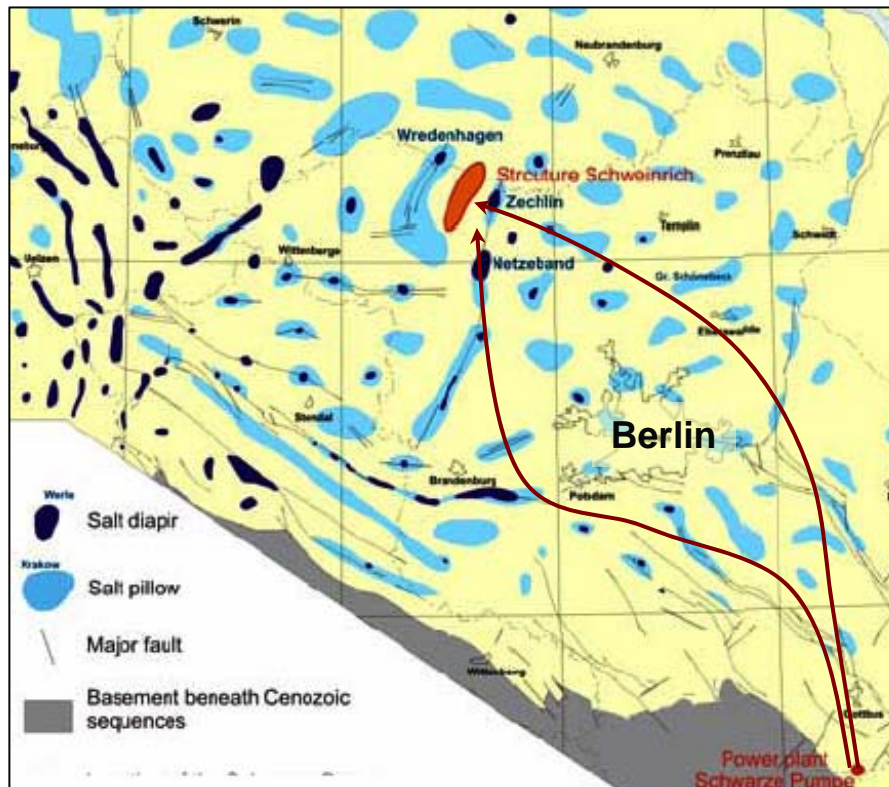 Schwerin
Neubrandenburg
Wredenhagen
Prenzlau
Strcuture Schweinrich
Zechlin
Templin
Schwedt
Uelzen
Wittenberge
Netzeband
Gr. Schönebeck
Eberswalde
Stendal
Berlin
Brandenburg
Potsdam
Werle
Salt diapir
Krakow
Salt pillow
Major fault
Wittenberg
Basement beneath Cenozoic
sequences
Cottbus
Power plant
Schwarze Pumpe